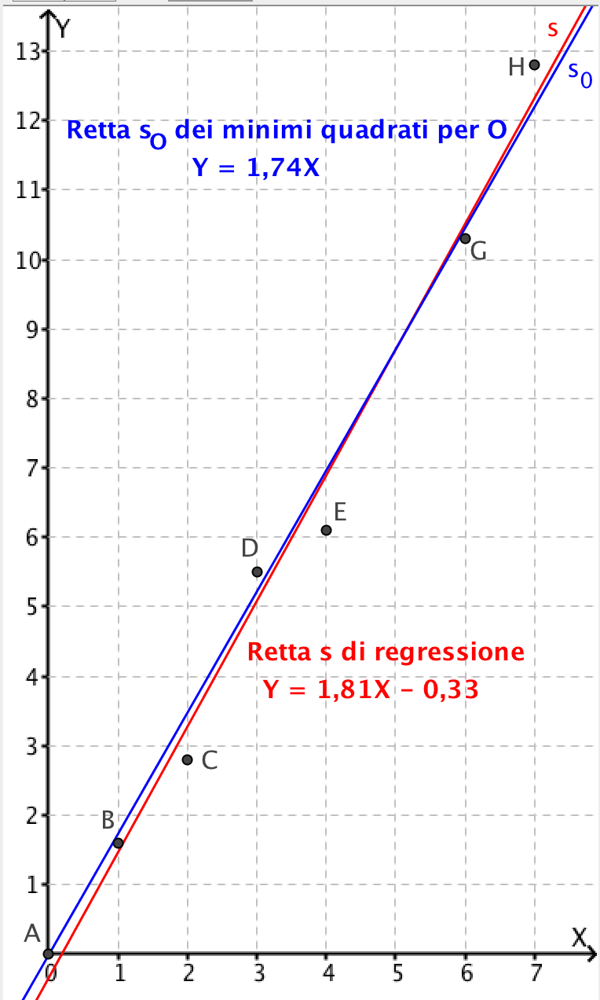 Y
s
13
H
s0
12
Retta sO dei minimi quadrati per O
Y = 1,74X
11
10
G
9
8
7
E
6
D
5
Retta s di regressione
4
Y = 1,81X – 0,33
3
C
2
B
1
A
X
0 1 2 3 4 5 6 7